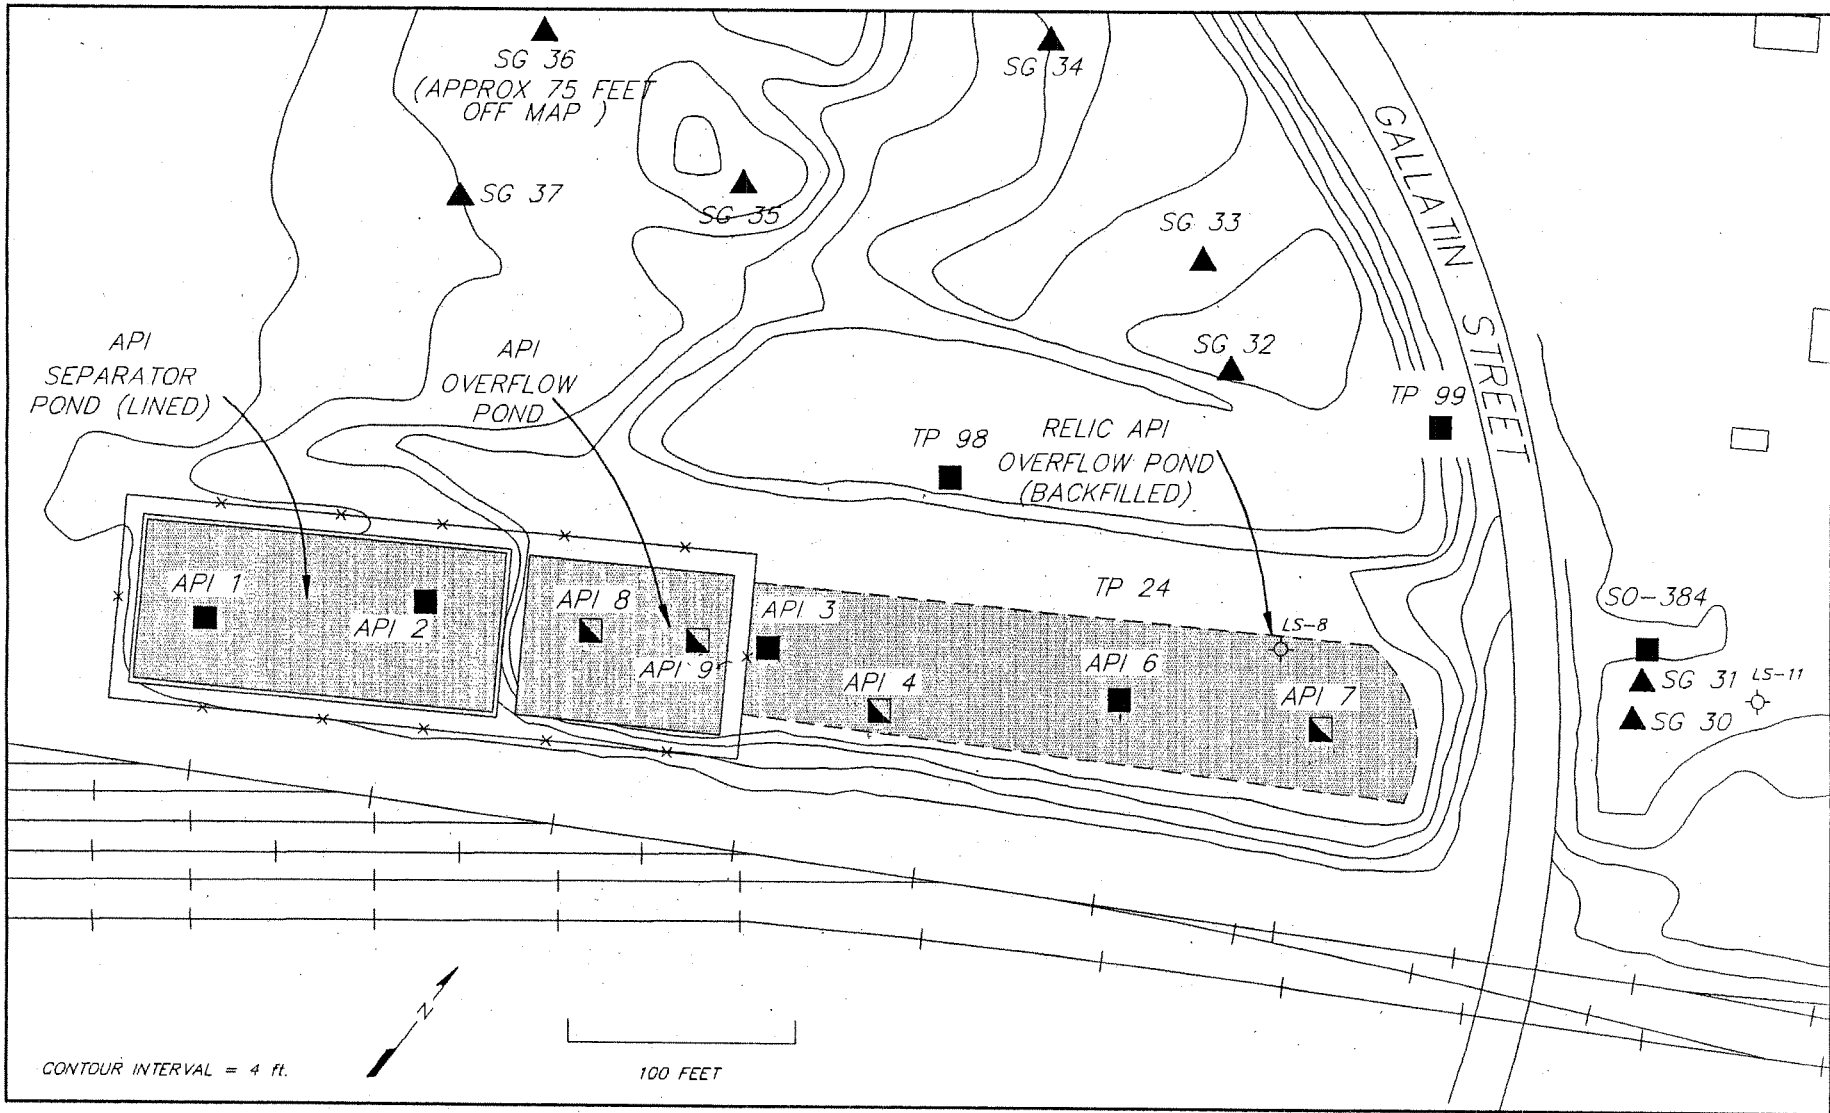 SG 36
(APPROX 75 FEET
OFF MAP )
SG 34
SG 37
SG 35
SG 33
SG 32
GALLATIN STREET
API
SEPARATOR
POND (LINED)
API
OVERFLOW
POND
TP 99
TP 98
RELIC API
OVERFLOW POND
(BACKFILLED)
API 1
API 2
API 8
API 9
API 3
TP 24
LS-8
API 4
API 6
API 7
SO-384
SG 31
LS-11
SG 30
N
CONTOUR INTERVAL = 4 ft.
100 FEET